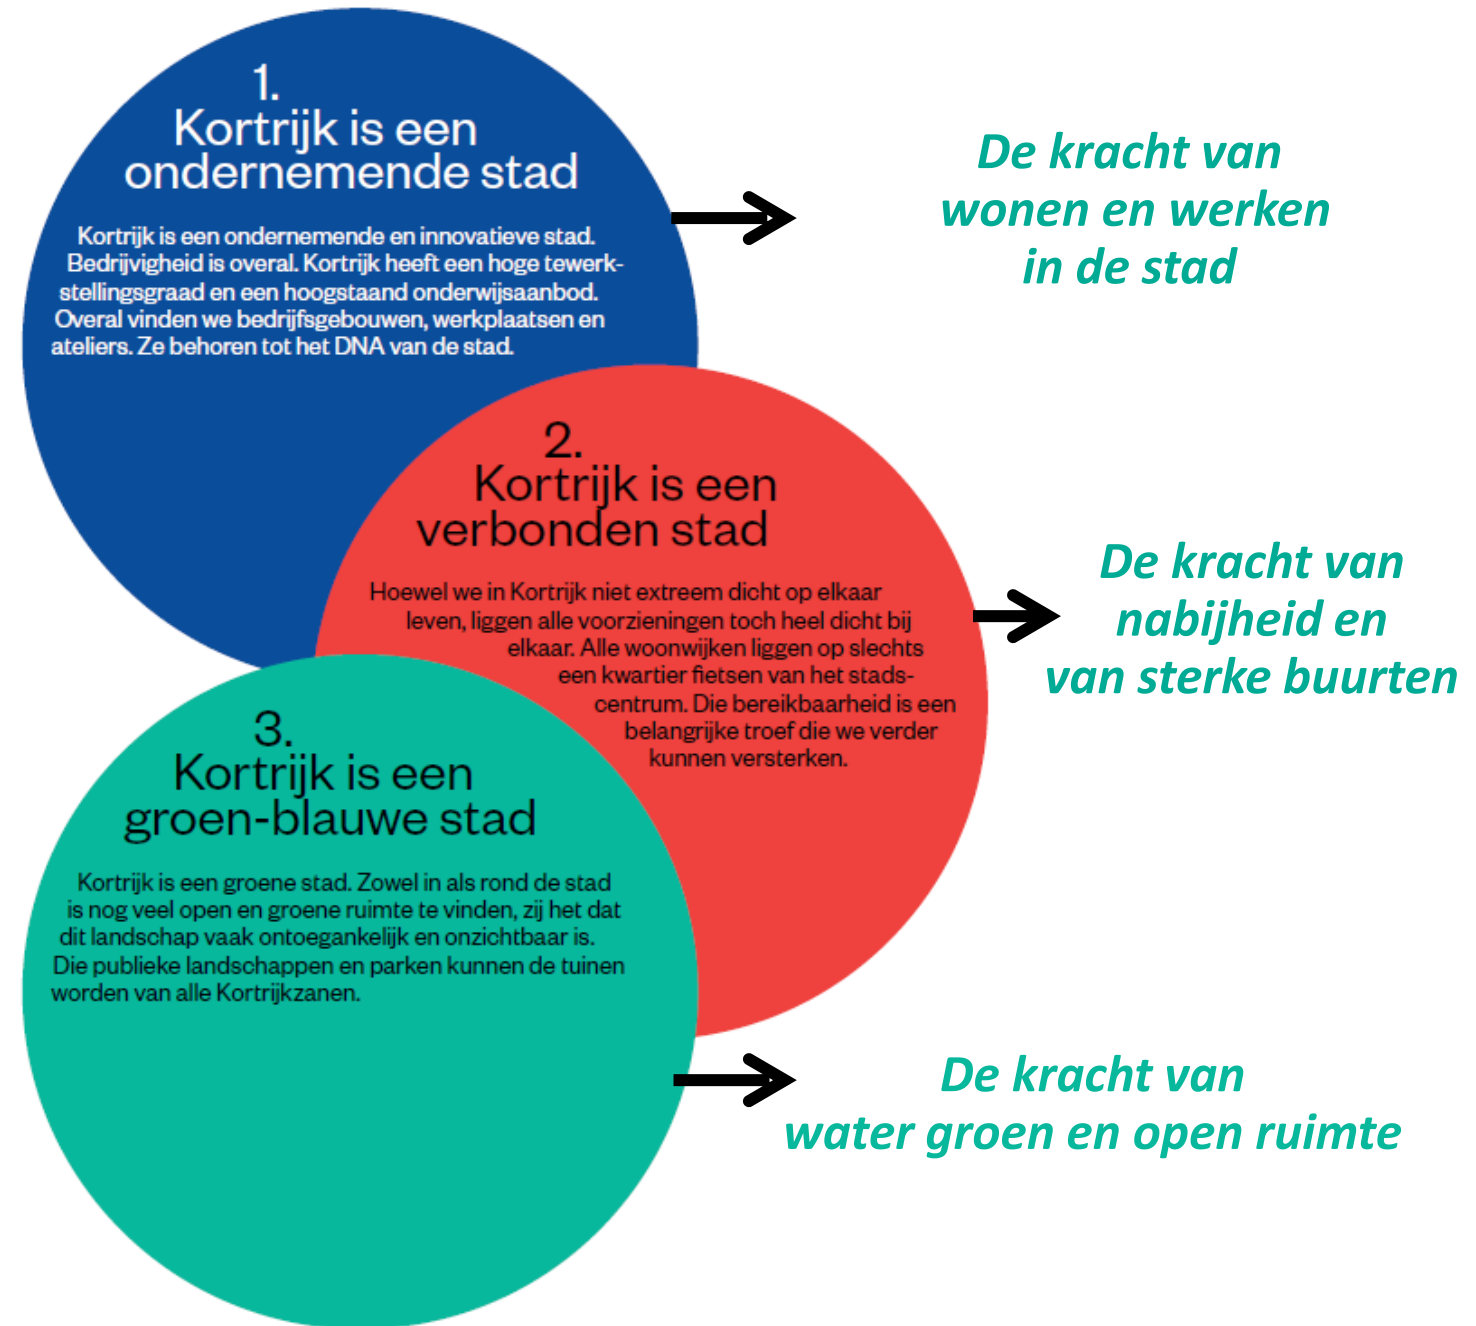 1.
Kortrijk is een
ondernemende stad
Kortrijk is een ondernemende en innovatieve stad.
Bedrijvigheid is overal. Kortrijk heeft een hoge tewerk-
stellingsgraad en een hoogstaand onderwijsaanbod.
Overal vinden we bedrijfsgebouwen, werkplaatsen en
ateliers. Ze behoren tot het DNA van de stad.
De kracht van
wonen en werken
in de stad
2.
Kortrijk is een
verbonden stad
Hoewel we in Kortrijk niet extreem dicht op elkaar
leven, liggen alle voorzieningen toch heel dicht bij
elkaar. Alle woonwijken liggen op slechts
een kwartier fietsen van het stads-
centrum. Die bereikbaarheid is een
belangrijke troef die we verder
kunnen versterken.
De kracht van
nabijheid en
van sterke buurten
3.
Kortrijk is een
groen-blauwe stad
Kortrijk is een groene stad. Zowel in als rond de stad
is nog veel open en groene ruimte te vinden, zij het dat
dit landschap vaak ontoegankelijk en onzichtbaar is.
Die publieke landschappen en parken kunnen de tuinen
worden van alle Kortrijkzanen.
De kracht van
water groen en open ruimte